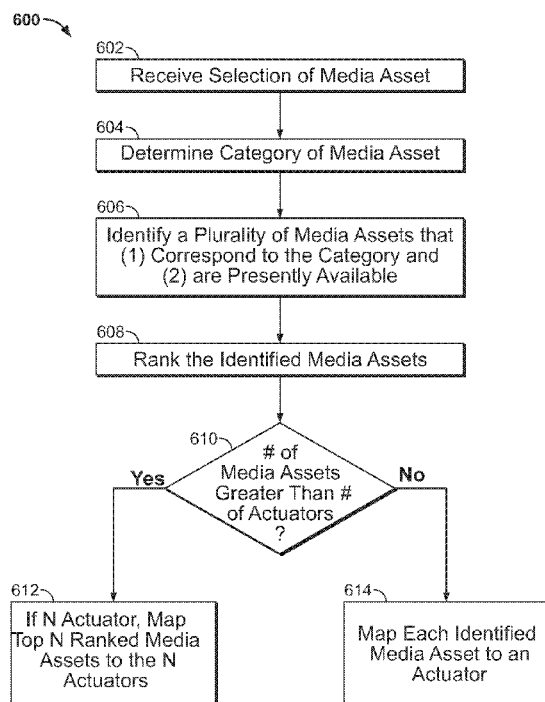 600
602
Receive Selection of Media Asset
604
Determine Category of Media Asset
606
Identify a Plurality of Media Assets that
(1) Correspond to the Category and
(2) are Presently Available
608
Rank the Identified Media Assets
610
# of
Media Assets
Greater Than #
of Actuators
?
Yes
No
612
If N Actuator, Map
Top N Ranked Media
Assets to the N
Actuators
614
Map Each Identified
Media Asset to an
Actuator